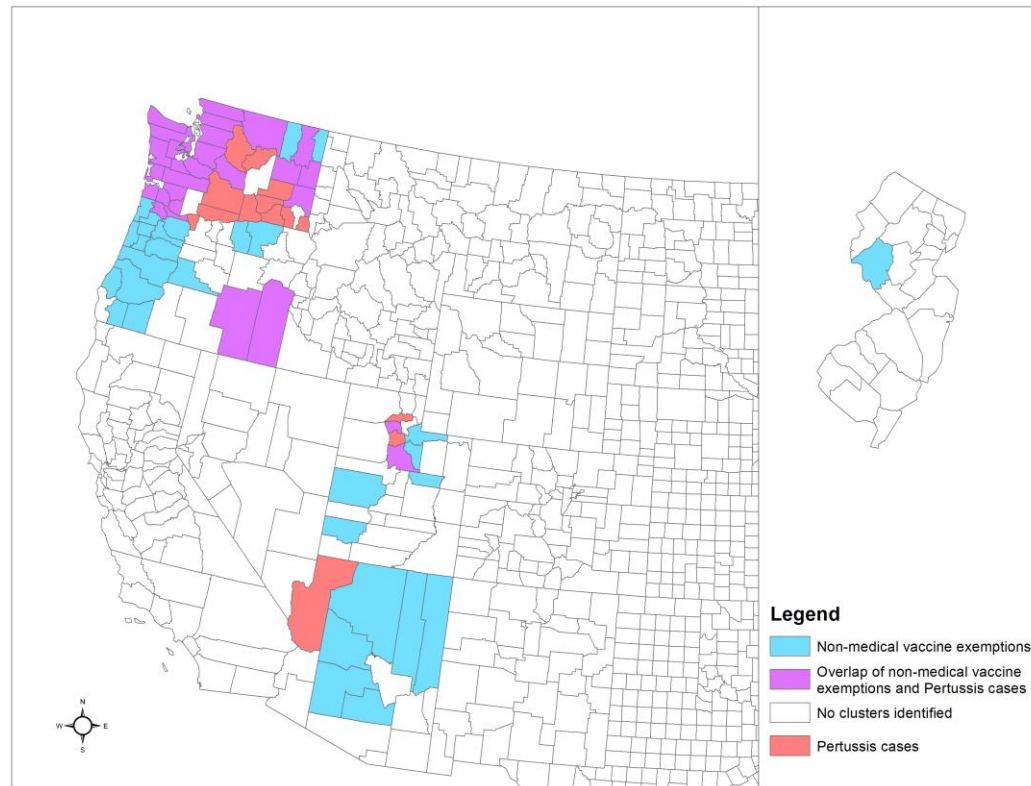 N
W E
S
Legend
Non-medical vaccine exemptions
Overlap of non-medical vaccine
exemptions and Pertussis cases
No clusters identified
Pertussis cases